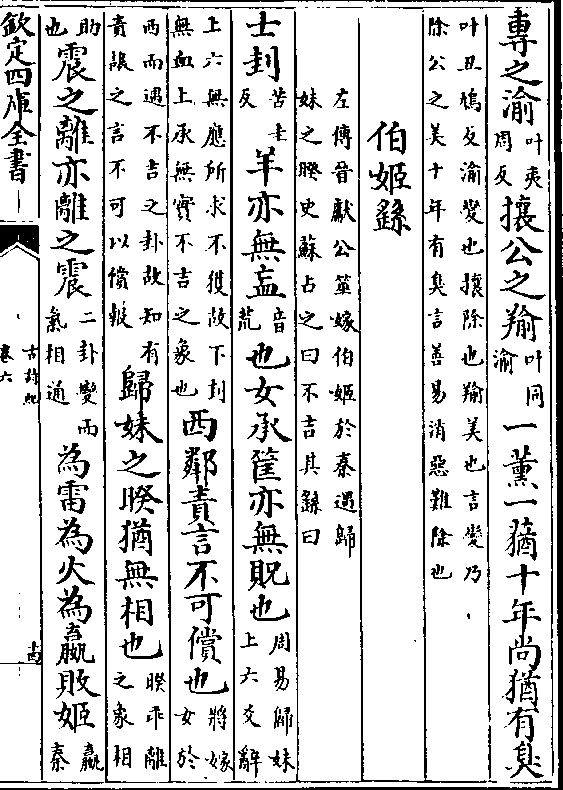 專之渝叶夷周反攘公之羭叶同渝一薰一蕕十年尚猶有臭
叶丑鳩反渝變也攘除也羭美也言變乃
除公之美十年有臭言善易消惡難除也
伯姬繇
左傳晉獻公筮嫁伯姬於秦遇歸
妹之睽史蘇占之曰不吉其繇曰
士刲苦圭反羊亦無衁音荒也女承筐亦無貺也周易歸妹上六爻辭
上六無應所求不獲故下刲無血上承無實不吉之象也西鄰責言不可償也將嫁女於
西而遇不吉之卦故知有責讓之言不可以償報歸妹之睽猶無相也睽乖離之象相
助也震之離亦離之震二卦變而氣相通為雷為火為嬴敗姬嬴秦
欽定四庫全書
古詩紀
卷六
十四